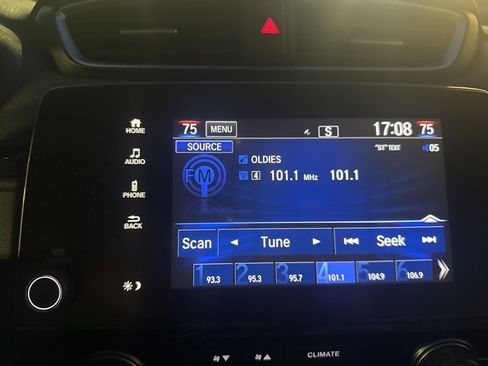 75 MENU S 17:08 75
HOME
SOURCE "ST" TEXT 05
OLDIES
AUDIO
FM 4 101.1 MHz 101.1
PHONE
BACK
Scan Tune Seek
VOL
1 93.3 2 95.3 3 95.7 4 101.1 5 104.9 6 106.9
CLIMATE